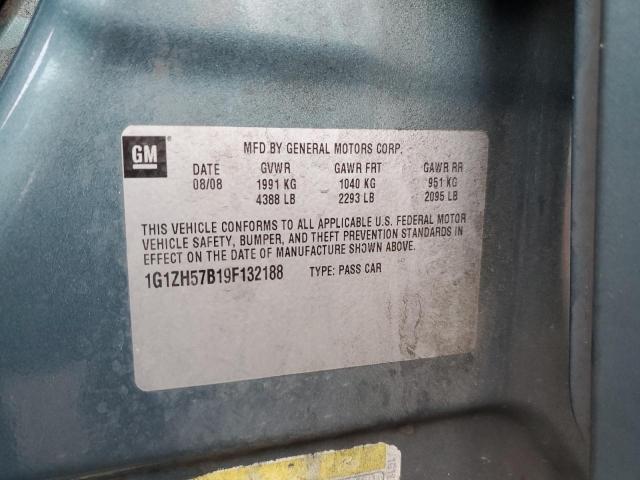 GM ® MFD BY GENERAL MOTORS CORP.
DATE GVWR GAWR FRT GAWR RR
08/08 1991 KG 1040 KG 951 KG
4388 LB 2293 LB 2095 LB
THIS VEHICLE CONFORMS TO ALL APPLICABLE U.S. FEDERAL MOTOR
VEHICLE SAFETY, BUMPER, AND THEFT PREVENTION STANDARDS IN
EFFECT ON THE DATE OF MANUFACTURE SHOWN ABOVE.
1G1ZH57B19F132188 TYPE: PASS CAR